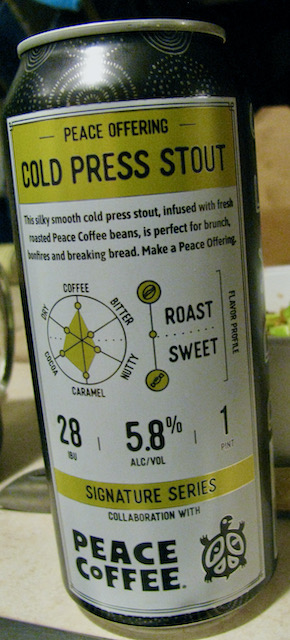 PEACE OFFERING
COLD PRESS STOUT
This silky smooth cold press stout, infused with fresh
roasted Peace Coffee beans, is perfect for brunch,
bonfires and breaking bread. Make a Peace Offering.
COFFEE
DRY
BITTER
COCOA
NUTTY
CARAMEL
ROAST
SWEET
FLAVOR PROFILE
28
IBU
5.8%
ALC/VOL
1
PINT
SIGNATURE SERIES
COLLABORATION WITH
PEACE
COFFEE.